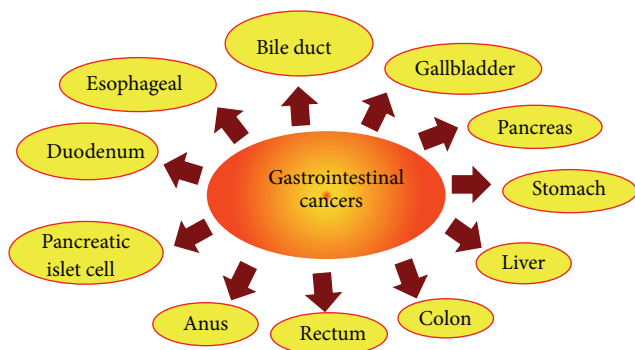 Bile duct
Esophageal
Gallbladder
Duodenum
Pancreas
Gastrointestinal
cancers
Stomach
Pancreatic
islet cell
Liver
Anus
Rectum
Colon